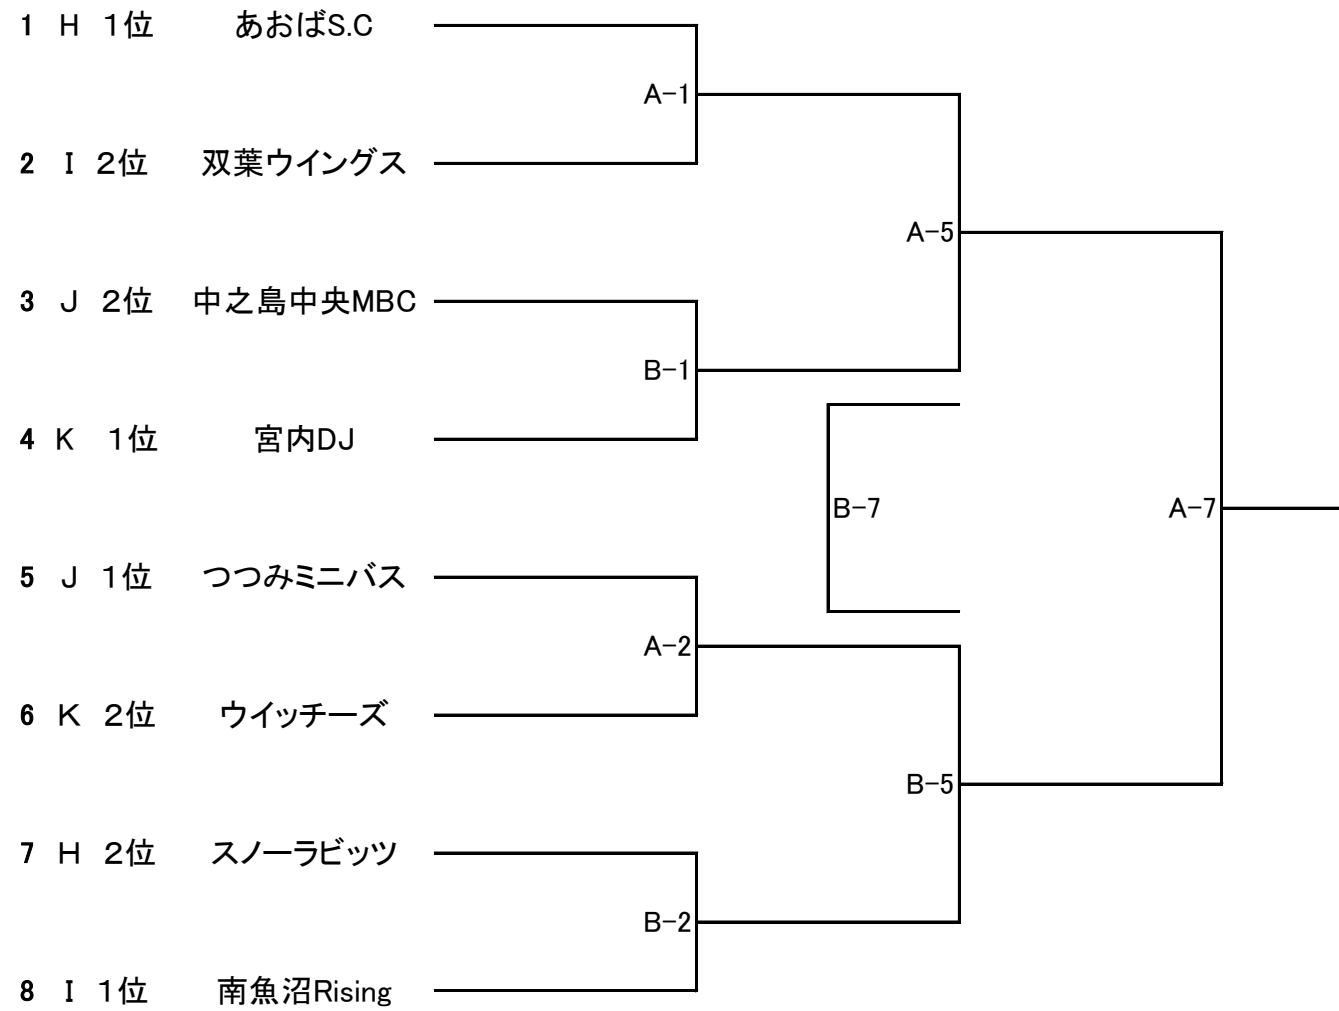 1 H 1位 あおばS.C
A-1
2 I 2位 双葉ウイングス
A-5
3 J 2位 中之島中央MBC
B-1
4 K 1位 宮内DJ
B-7 A-7
5 J 1位 つつみミニバス
A-2
6 K 2位 ウイッチーズ
B-5
7 H 2位 スノーラビッツ
B-2
8 I 1位 南魚沼Rising